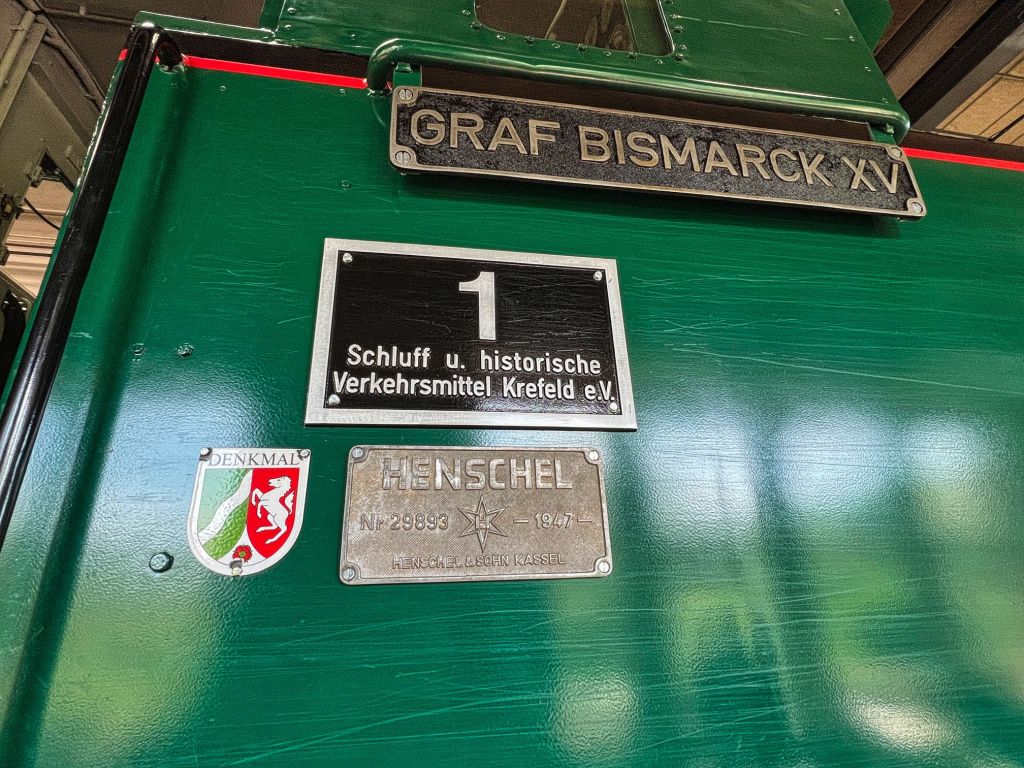 GRAF BISMARCK XV
1
Schluff u. historische
Verkehrsmittel Krefeld e.V.
DENKMAL
HENSCHEL
Nr 29893 H — 1947 —
HENSCHEL & SOHN KASSEL